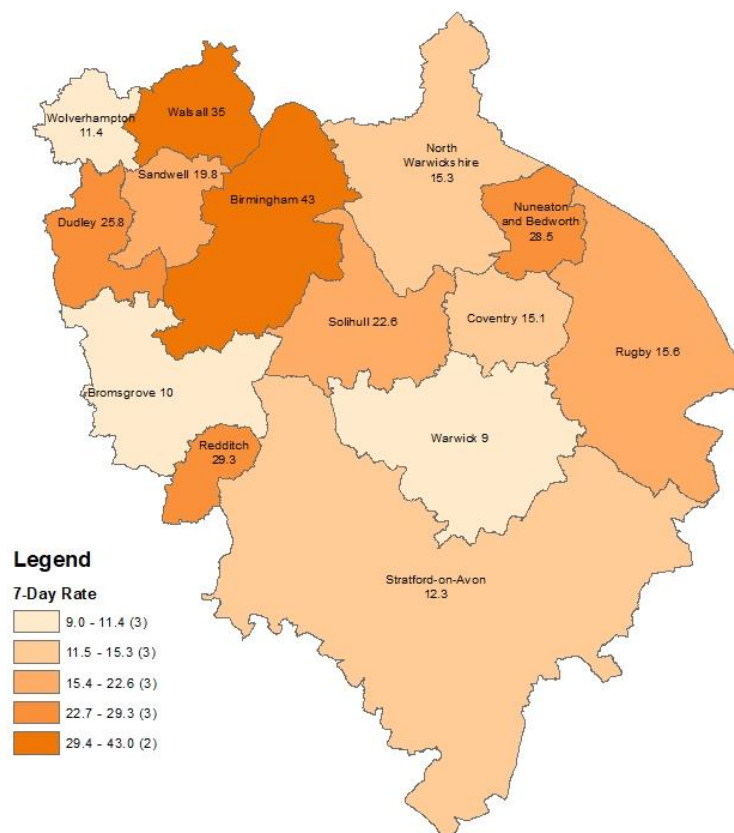 Wolverhampton
11.4
Walsall 35
Sandwell 19.8
Dudley 25.8
Birmingham 43
North
Warwickshire
15.3
Nuneaton
and Bedworth
28.5
Solihull 22.6
Coventry 15.1
Rugby 15.6
Bromsgrove 10
Redditch
29.3
Warwick 9
Stratford-on-Avon
12.3
Legend
7-Day Rate
9.0 - 11.4 (3)
11.5 - 15.3 (3)
15.4 - 22.6 (3)
22.7 - 29.3 (3)
29.4 - 43.0 (2)